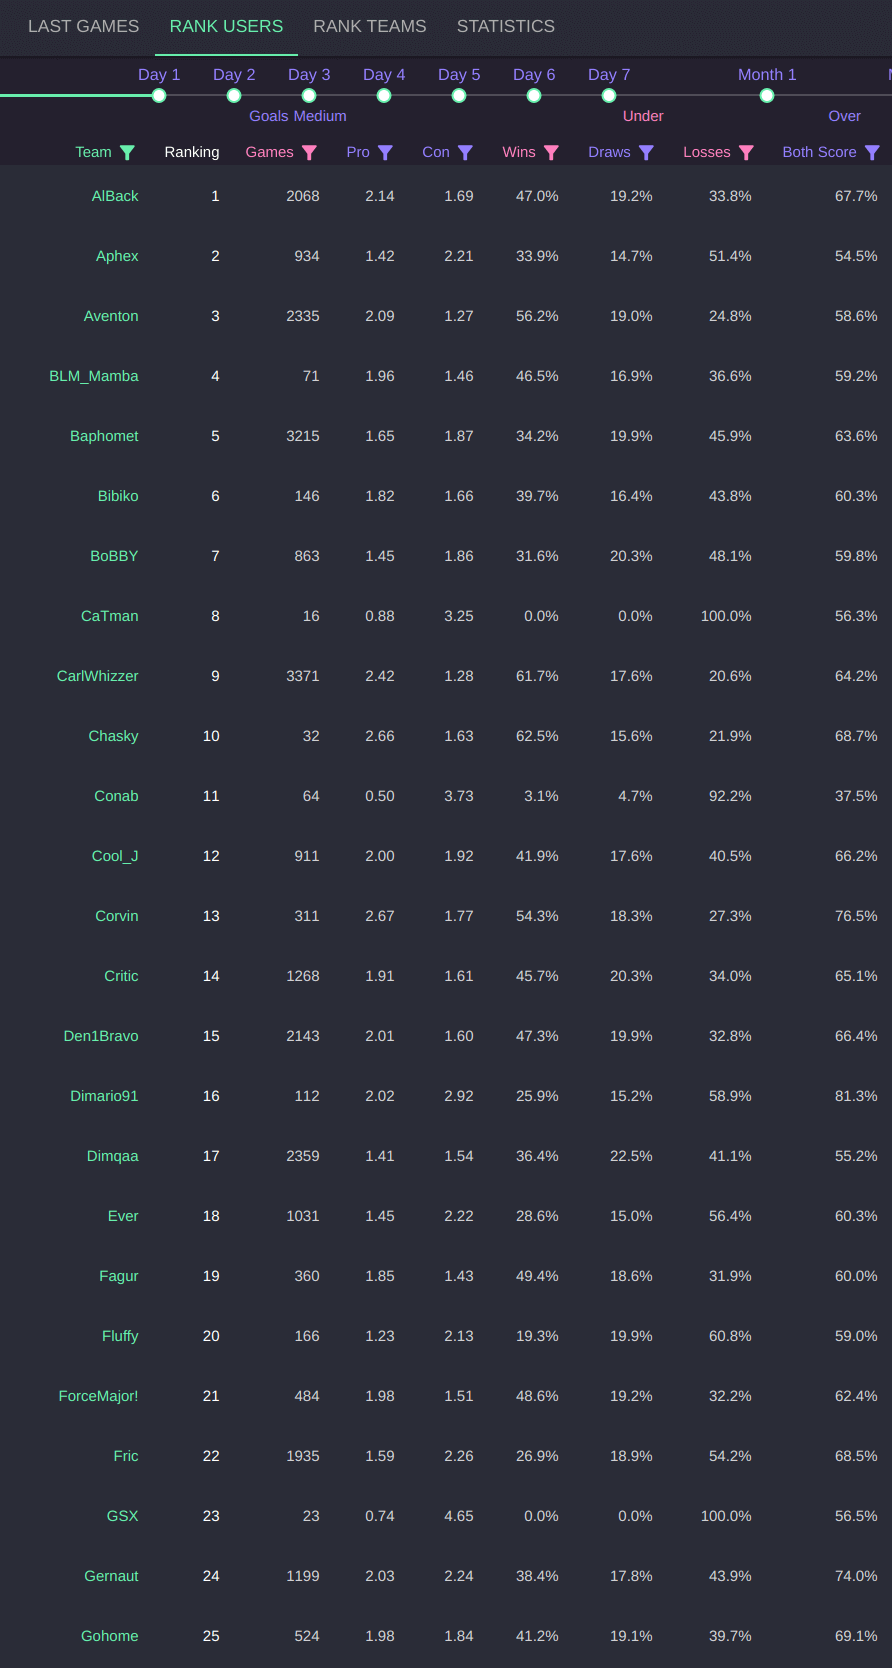 LAST GAMES RANK USERS RANK TEAMS STATISTICS
Day 1 Day 2 Day 3 Day 4 Day 5 Day 6 Day 7 Month 1
Goals Medium Under Over
Team Ranking Games Pro Con Wins Draws Losses Both Score
AlBack 1 2068 2.14 1.69 47.0% 19.2% 33.8% 67.7%
Aphex 2 934 1.42 2.21 33.9% 14.7% 51.4% 54.5%
Aventon 3 2335 2.09 1.27 56.2% 19.0% 24.8% 58.6%
BLM_Mamba 4 71 1.96 1.46 46.5% 16.9% 36.6% 59.2%
Baphomet 5 3215 1.65 1.87 34.2% 19.9% 45.9% 63.6%
Bibiko 6 146 1.82 1.66 39.7% 16.4% 43.8% 60.3%
BoBBY 7 863 1.45 1.86 31.6% 20.3% 48.1% 59.8%
CaTman 8 16 0.88 3.25 0.0% 0.0% 100.0% 56.3%
CarlWhizzer 9 3371 2.42 1.28 61.7% 17.6% 20.6% 64.2%
Chasky 10 32 2.66 1.63 62.5% 15.6% 21.9% 68.7%
Conab 11 64 0.50 3.73 3.1% 4.7% 92.2% 37.5%
Cool_J 12 911 2.00 1.92 41.9% 17.6% 40.5% 66.2%
Corvin 13 311 2.67 1.77 54.3% 18.3% 27.3% 76.5%
Critic 14 1268 1.91 1.61 45.7% 20.3% 34.0% 65.1%
Den1Bravo 15 2143 2.01 1.60 47.3% 19.9% 32.8% 66.4%
Dimario91 16 112 2.02 2.92 25.9% 15.2% 58.9% 81.3%
Dimqaa 17 2359 1.41 1.54 36.4% 22.5% 41.1% 55.2%
Ever 18 1031 1.45 2.22 28.6% 15.0% 56.4% 60.3%
Fagur 19 360 1.85 1.43 49.4% 18.6% 31.9% 60.0%
Fluffy 20 166 1.23 2.13 19.3% 19.9% 60.8% 59.0%
ForceMajor! 21 484 1.98 1.51 48.6% 19.2% 32.2% 62.4%
Fric 22 1935 1.59 2.26 26.9% 18.9% 54.2% 68.5%
GSX 23 23 0.74 4.65 0.0% 0.0% 100.0% 56.5%
Gernaut 24 1199 2.03 2.24 38.4% 17.8% 43.9% 74.0%
Gohome 25 524 1.98 1.84 41.2% 19.1% 39.7% 69.1%